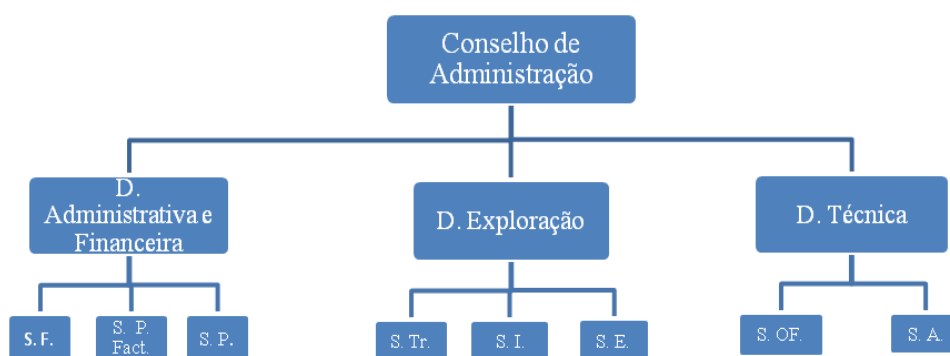 Conselho de
Administração
D.
Administrativa e
Financeira
D. Exploração
D. Técnica
S.F.
S. P.
Fact.
S. P.
S. Tr.
S. I.
S. E.
S. OF.
S. A.